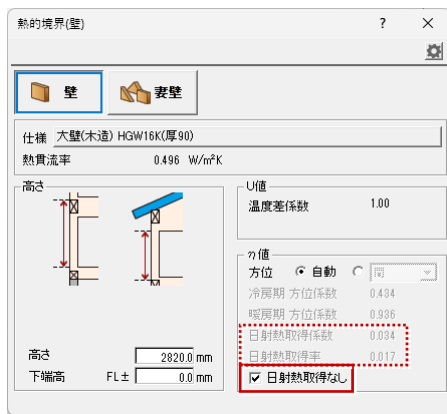 熱的境界(壁)
壁
妻壁
仕様 大壁(木造) HGW16K(厚90)
熱貫流率 0.496 W/m²K
高さ
高さ 2820.0 mm
下端高 FL± 0.0 mm
U値
温度差係数 1.00
η値
方位 自動
冷房期 方位係数 0.434
暖房期 方位係数 0.936
日射熱取得係数 0.034
日射熱取得率 0.017
日射熱取得なし